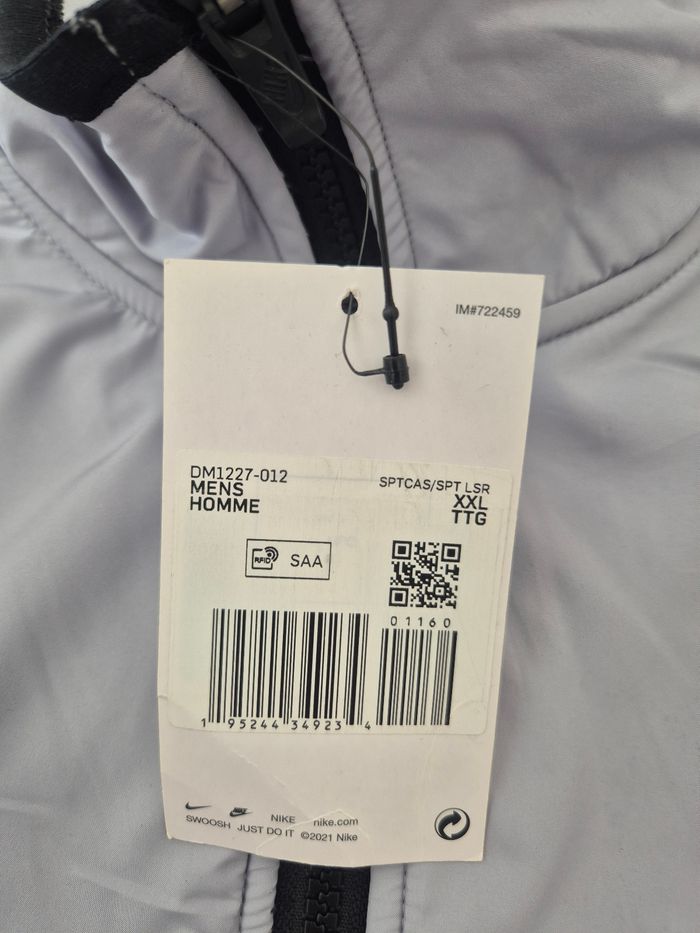 IM#722459
DM1227-012
MENS
HOMME
SPTCAS/SPT LSR
XXL
TTG
RFID SAA
01160
1 95244 34923 4
NIKE nike.com
SWOOSH JUST DO IT ©2021 Nike